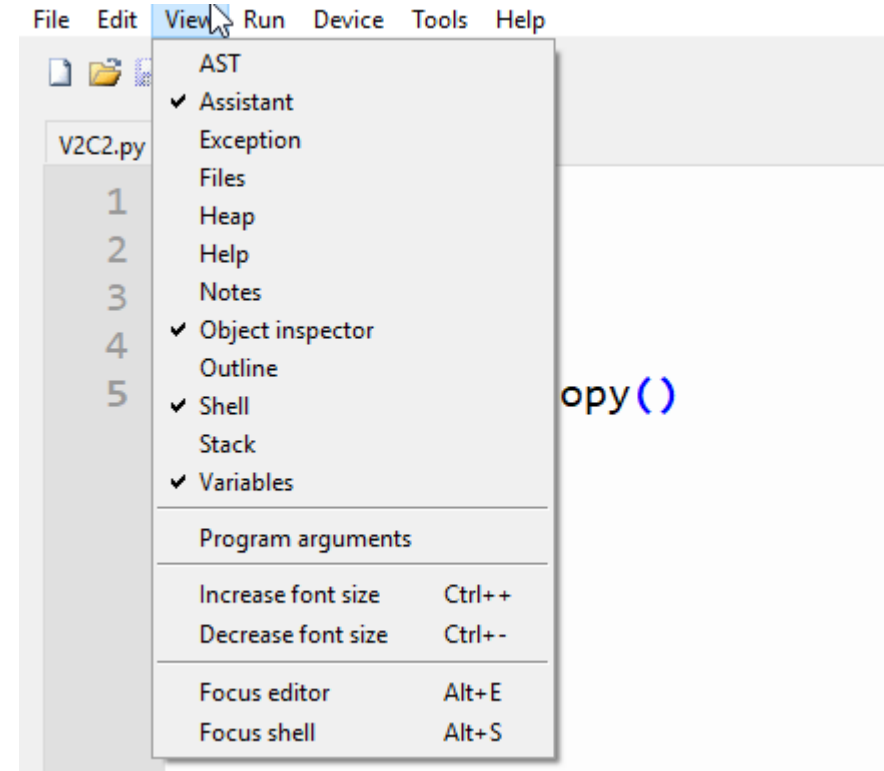 File Edit View Run Device Tools Help
V2C2.py
AST
Assistant
Exception
Files
Heap
Help
Notes
Object inspector
Outline
Shell
Stack
Variables
Program arguments
Increase font size Ctrl++
Decrease font size Ctrl+-
Focus editor Alt+E
Focus shell Alt+S
1
2
3
4
5 opy()